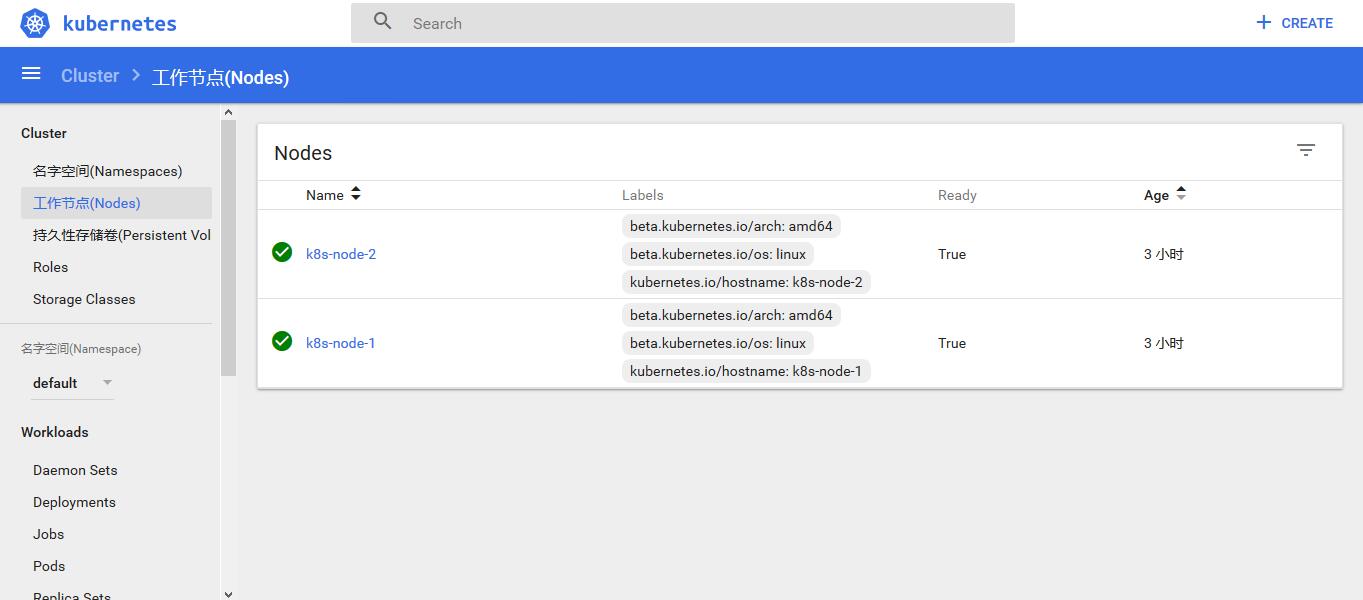 kubernetes
Search
CREATE
Cluster
工作节点(Nodes)
Cluster
名字空间(Namespaces)
工作节点(Nodes)
持久性存储卷(Persistent Vol
Roles
Storage Classes
名字空间(Namespace)
default
Workloads
Daemon Sets
Deployments
Jobs
Pods
Replica Sets
Nodes
Name Labels Ready Age
beta.kubernetes.io/arch: amd64
k8s-node-2 beta.kubernetes.io/os: linux True 3 小时
kubernetes.io/hostname: k8s-node-2
beta.kubernetes.io/arch: amd64
k8s-node-1 beta.kubernetes.io/os: linux True 3 小时
kubernetes.io/hostname: k8s-node-1